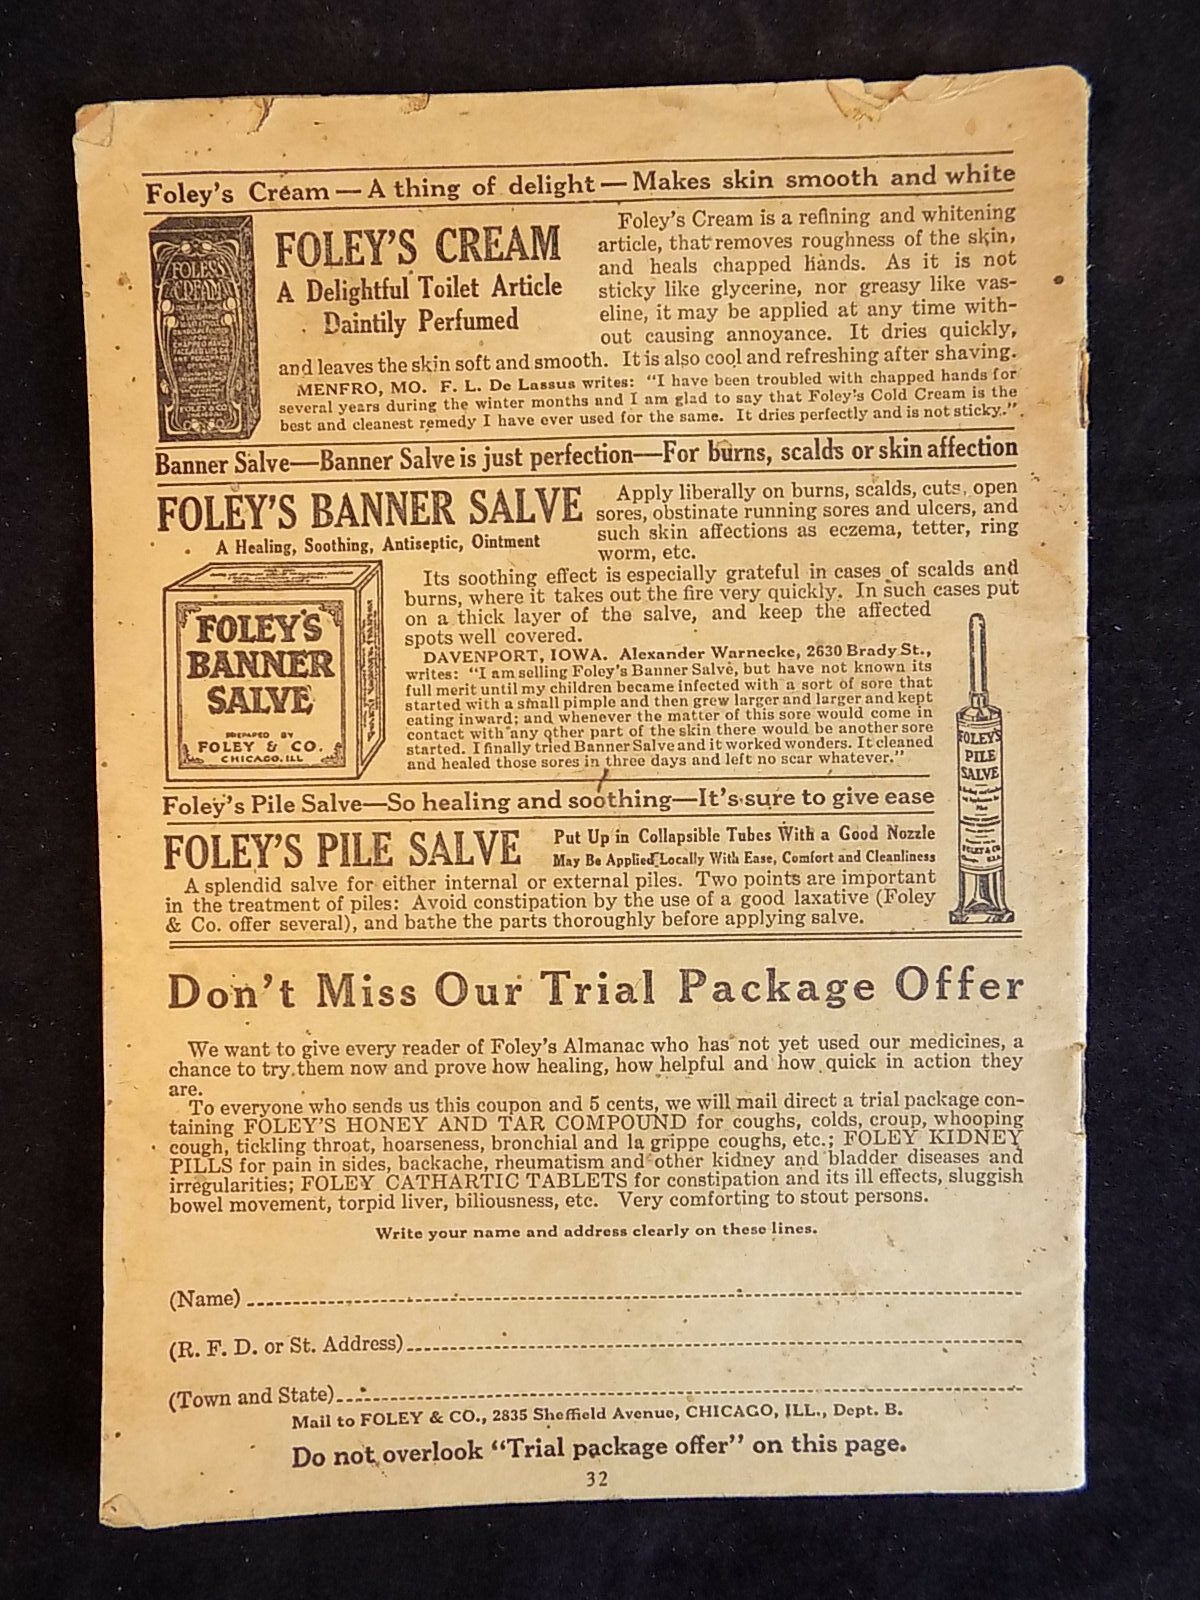 Foley's Cream — A thing of delight — Makes skin smooth and white
FOLEY'S CREAM
FOLEY'S CREAM
A Delightful Toilet Article
Daintily Perfumed
Foley's Cream is a refining and whitening
article, that removes roughness of the skin,
and heals chapped hands. As it is not
sticky like glycerine, nor greasy like vas-
eline, it may be applied at any time with-
out causing annoyance. It dries quickly,
and leaves the skin soft and smooth. It is also cool and refreshing after shaving.
MENFRO, MO. F. L. De Lassus writes: "I have been troubled with chapped hands for
several years during the winter months and I am glad to say that Foley's Cold Cream is the
best and cleanest remedy I have ever used for the same. It dries perfectly and is not sticky."
Banner Salve—Banner Salve is just perfection—For burns, scalds or skin affection
FOLEY'S BANNER SALVE
A Healing, Soothing, Antiseptic, Ointment
Apply liberally on burns, scalds, cuts, open
sores, obstinate running sores and ulcers, and
such skin affections as eczema, tetter, ring
worm, etc.
FOLEY'S
BANNER
SALVE
PREPARED BY
FOLEY & CO.
CHICAGO, ILL
Its soothing effect is especially grateful in cases of scalds and
burns, where it takes out the fire very quickly. In such cases put
on a thick layer of the salve, and keep the affected
spots well covered.
DAVENPORT, IOWA. Alexander Warnecke, 2630 Brady St.,
writes: "I am selling Foley's Banner Salve, but have not known its
full merit until my children became infected with a sort of sore that
started with a small pimple and then grew larger and larger and kept
eating inward; and whenever the matter of this sore would come in
contact with any other part of the skin there would be another sore
started. I finally tried Banner Salve and it worked wonders. It cleaned
and healed those sores in three days and left no scar whatever."
FOLEY'S
PILE
SALVE
FOLEY & CO.
Foley's Pile Salve—So healing and soothing—It's sure to give ease
FOLEY'S PILE SALVE
Put Up in Collapsible Tubes With a Good Nozzle
May Be Applied Locally With Ease, Comfort and Cleanliness
A splendid salve for either internal or external piles. Two points are important
in the treatment of piles: Avoid constipation by the use of a good laxative (Foley
& Co. offer several), and bathe the parts thoroughly before applying salve.
Don't Miss Our Trial Package Offer
We want to give every reader of Foley's Almanac who has not yet used our medicines, a
chance to try them now and prove how healing, how helpful and how quick in action they
are.
To everyone who sends us this coupon and 5 cents, we will mail direct a trial package con-
taining FOLEY'S HONEY AND TAR COMPOUND for coughs, colds, croup, whooping
cough, tickling throat, hoarseness, bronchial and la grippe coughs, etc.; FOLEY KIDNEY
PILLS for pain in sides, backache, rheumatism and other kidney and bladder diseases and
irregularities; FOLEY CATHARTIC TABLETS for constipation and its ill effects, sluggish
bowel movement, torpid liver, biliousness, etc. Very comforting to stout persons.
Write your name and address clearly on these lines.
(Name)
(R. F. D. or St. Address)
(Town and State)
Mail to FOLEY & CO., 2835 Sheffield Avenue, CHICAGO, ILL., Dept. B.
Do not overlook "Trial package offer" on this page.
32